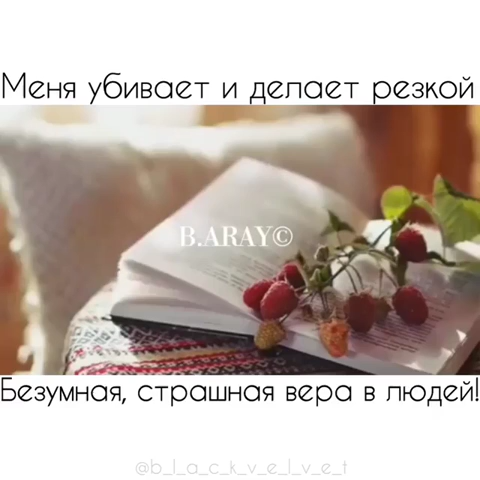 Меня убивает и делает резкой
B.ARAY©
Безумная, страшная вера в людей!
@b_l_a_c_k_v_e_l_v_e_t